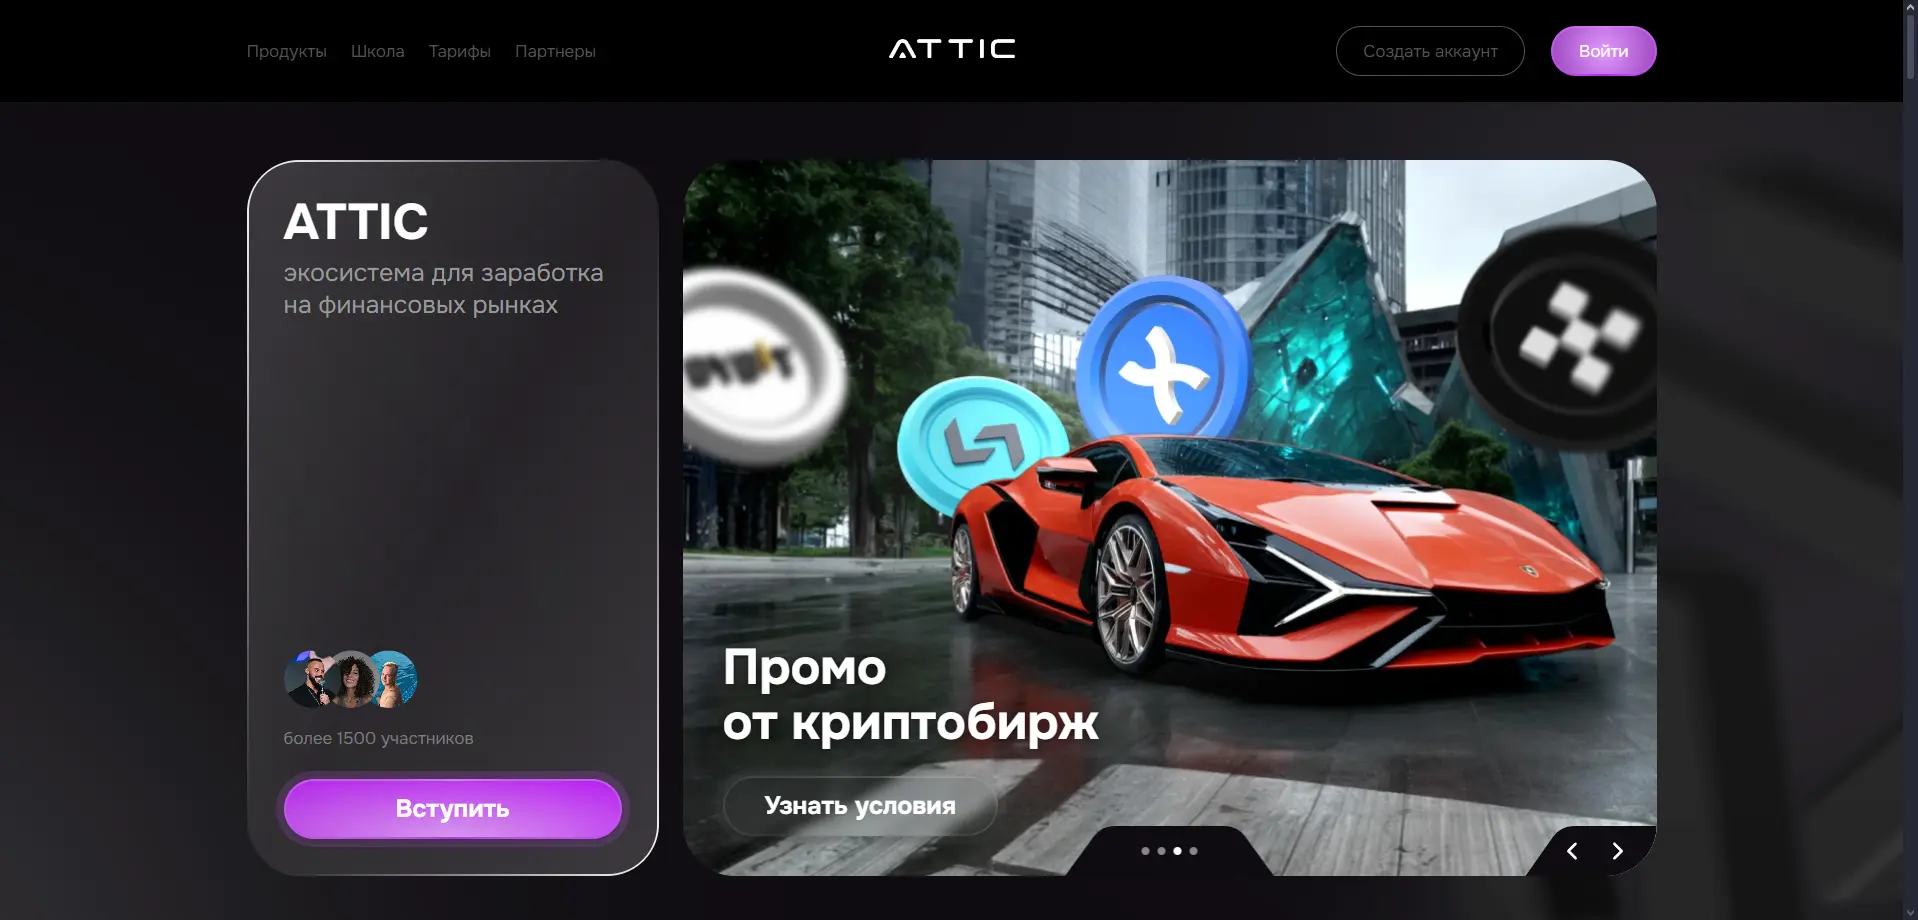 Продукты
Школа
Тарифы
Партнеры
ATTIC
Создать аккаунт
Войти
ATTIC
экосистема для заработка
на финансовых рынках
более 1500 участников
Вступить
Промо
от криптобирж
Узнать условия